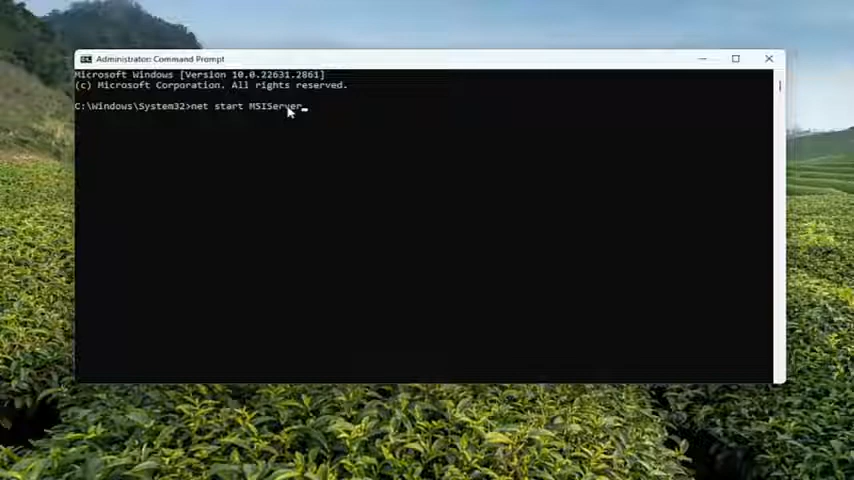 Administrator: Command Prompt
Microsoft Windows [Version 10.0.22631.2861]
(c) Microsoft Corporation. All rights reserved.
C:\Windows\System32>net start MSIServer